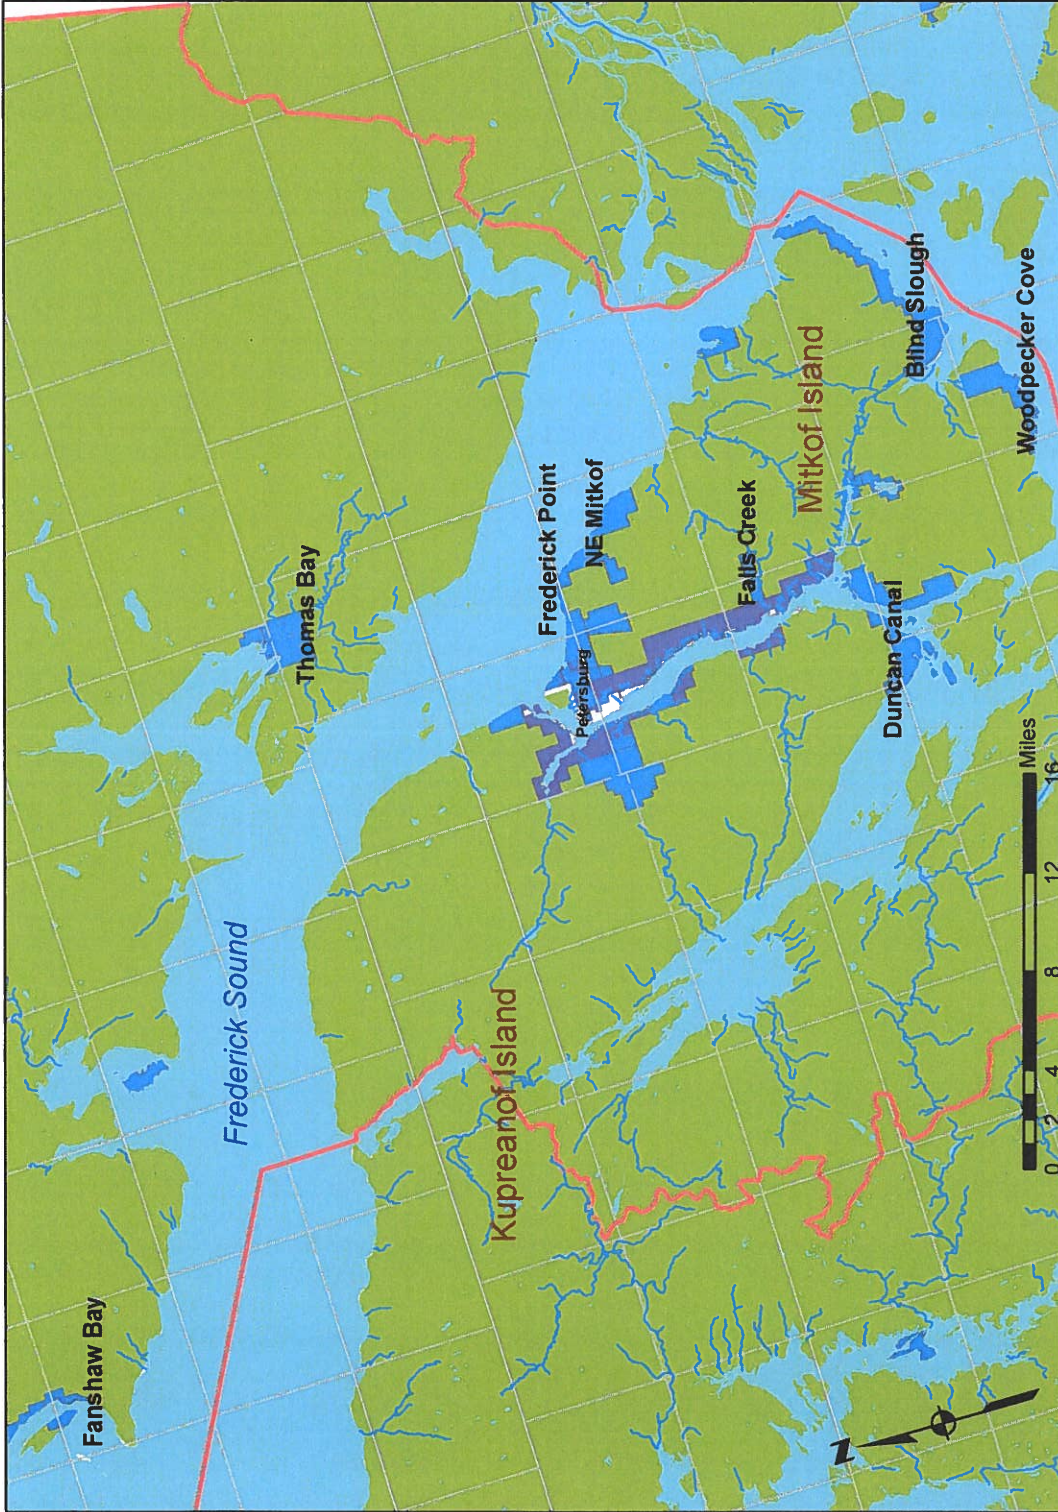 Fanshaw Bay
Frederick Sound
Thomas Bay
Kupreanof Island
Frederick Point
NE Mitkof
Petersburg
Falls Creek
Mitkof Island
Duncan Canal
Blind Slough
Woodpecker Cove
N
Miles
0 2 4 8 12 16